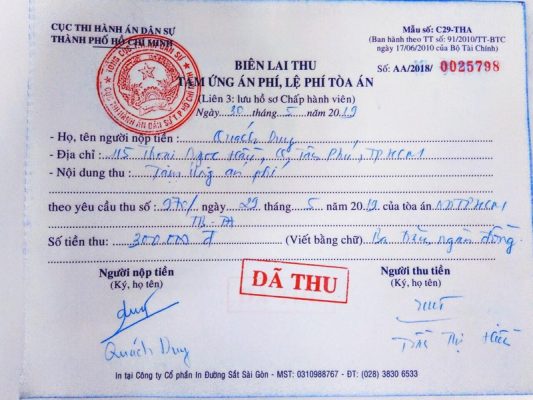 CỤC THI HÀNH ÁN DÂN SỰ
THÀNH PHỐ HỒ CHÍ MINH
Mẫu số: C29-THA
(Ban hành theo TT số: 91/2010/TT-BTC
ngày 17/06/2010 của Bộ Tài Chính)
Số: AA/2018/ 0025798
BIÊN LAI THU
TẠM ỨNG ÁN PHÍ, LỆ PHÍ TÒA ÁN
(Liên 3: lưu hồ sơ Chấp hành viên)
Ngày 30 tháng 5 năm 2019
- Họ, tên người nộp tiền : Quách Duy
- Địa chỉ : 115 Thoại Ngọc Hầu, Q Tân Phú, TPHCM
- Nội dung thu : Tạm ứng án phí
theo yêu cầu thu số : ngày 29 tháng 5 năm 2019 của tòa án NDTPHCM
TB-TA
Số tiền thu: 300.000 đ (Viết bằng chữ) Ba trăm ngàn đồng
Người nộp tiền
(Ký, họ tên)
ĐÃ THU
Người thu tiền
(Ký, họ tên)
Quách Duy
Trần Thị
In tại Công ty Cổ phần In Đường Sắt Sài Gòn - MST: 0310988767 - ĐT: (028) 3830 6533